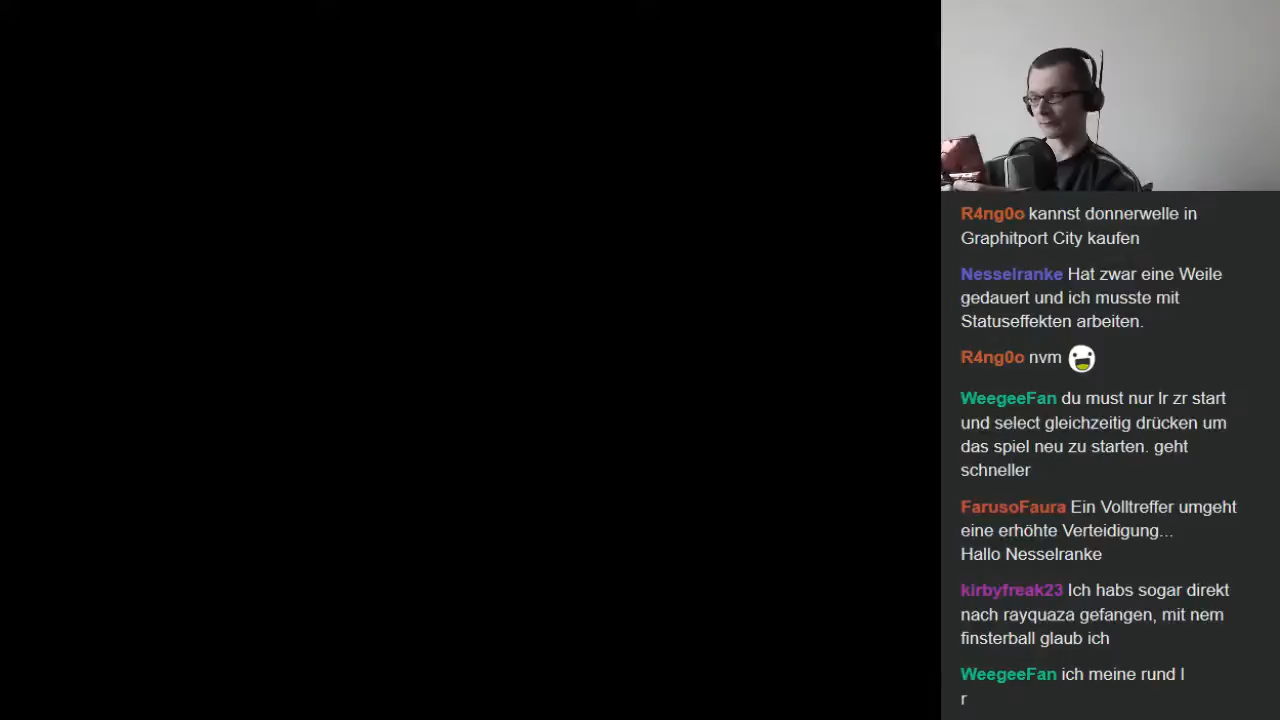 R4ng0o kannst donnerwelle in
Graphitport City kaufen
Nesselranke Hat zwar eine Weile
gedauert und ich musste mit
Statuseffekten arbeiten.
R4ng0o nvm
WeegeeFan du must nur lr zr start
und select gleichzeitig drücken um
das spiel neu zu starten. geht
schneller
FarusoFaura Ein Volltreffer umgeht
eine erhöhte Verteidigung...
Hallo Nesselranke
kirbyfreak23 Ich habs sogar direkt
nach rayquaza gefangen, mit nem
finsterball glaub ich
WeegeeFan ich meine rund l
r